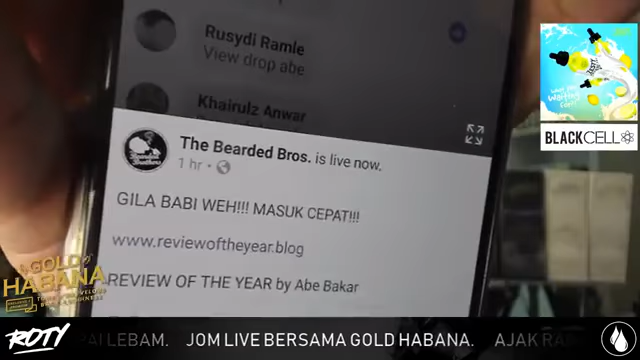 Rusydi Ramle
View drop abe
Khairulz Anwar
The Bearded Bros. is live now.
1 hr
GILA BABI WEH!!! MASUK CEPAT!!!
www.reviewoftheyear.blog
REVIEW OF THE YEAR by Abe Bakar
BLACKCELL
GOLD
HABANA
ROTY
LEBAM. JOM LIVE BERSAMA GOLD HABANA. AJAK